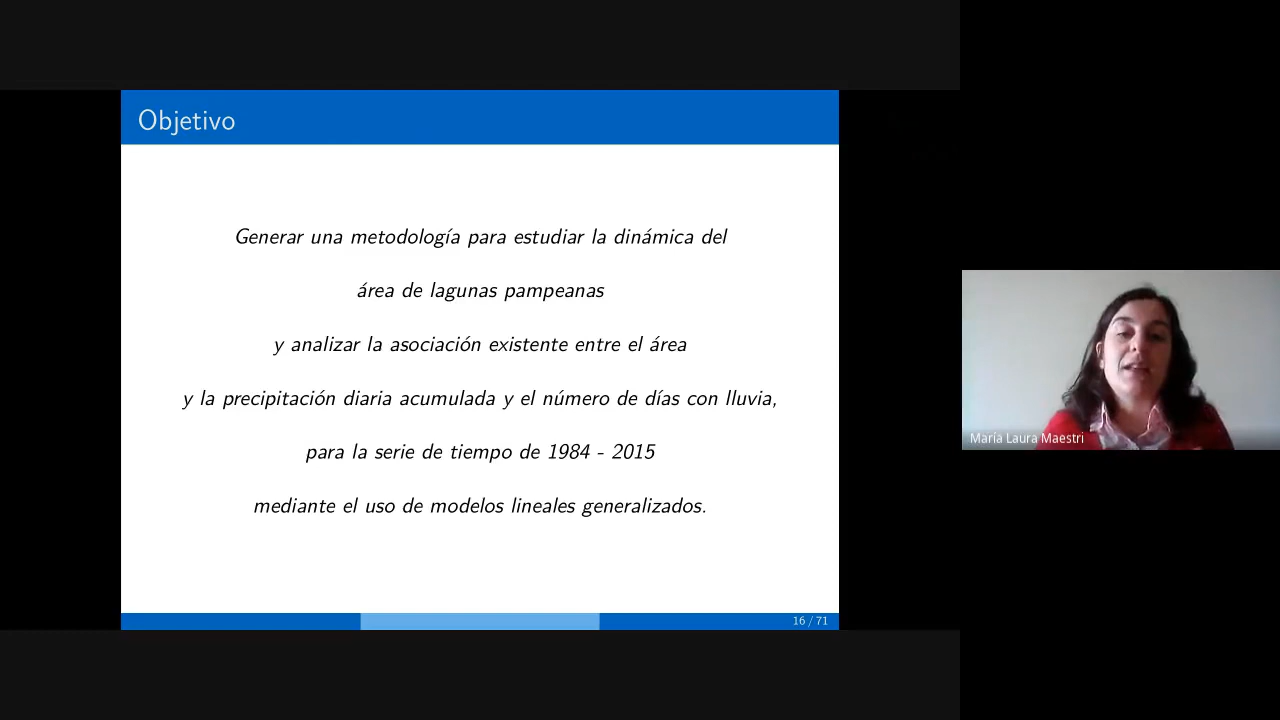 Objetivo
Generar una metodología para estudiar la dinámica del
área de lagunas pampeanas
y analizar la asociación existente entre el área
y la precipitación diaria acumulada y el número de días con lluvia,
para la serie de tiempo de 1984 - 2015
mediante el uso de modelos lineales generalizados.
16 / 71
María Laura Maestri